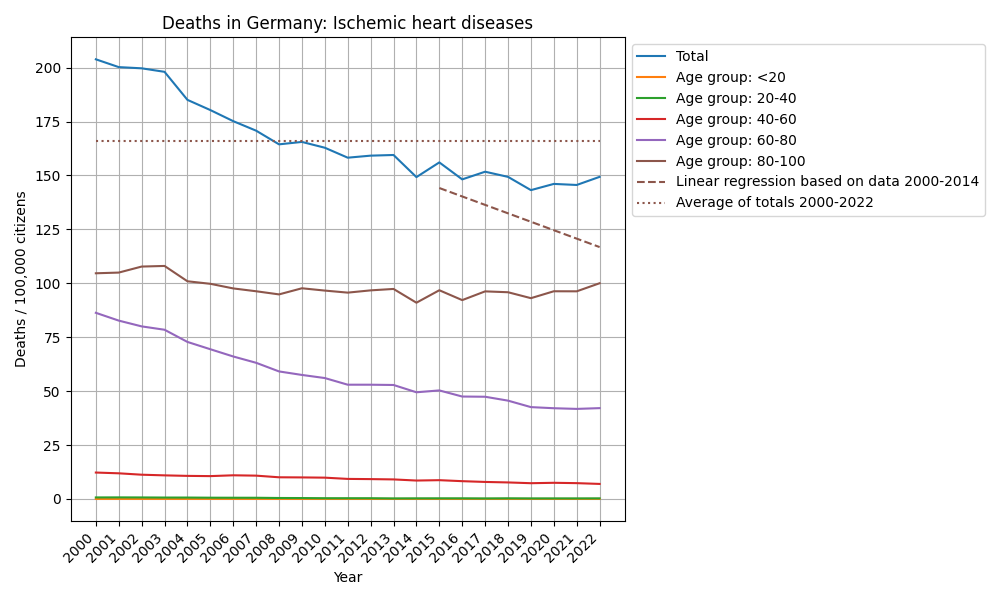 Deaths in Germany: Ischemic heart diseases
Deaths / 100,000 citizens
200
175
150
125
100
75
50
25
0
2000
2001
2002
2003
2004
2005
2006
2007
2008
2009
2010
2011
2012
2013
2014
2015
2016
2017
2018
2019
2020
2021
2022
Year
Total
Age group: <20
Age group: 20-40
Age group: 40-60
Age group: 60-80
Age group: 80-100
Linear regression based on data 2000-2014
Average of totals 2000-2022